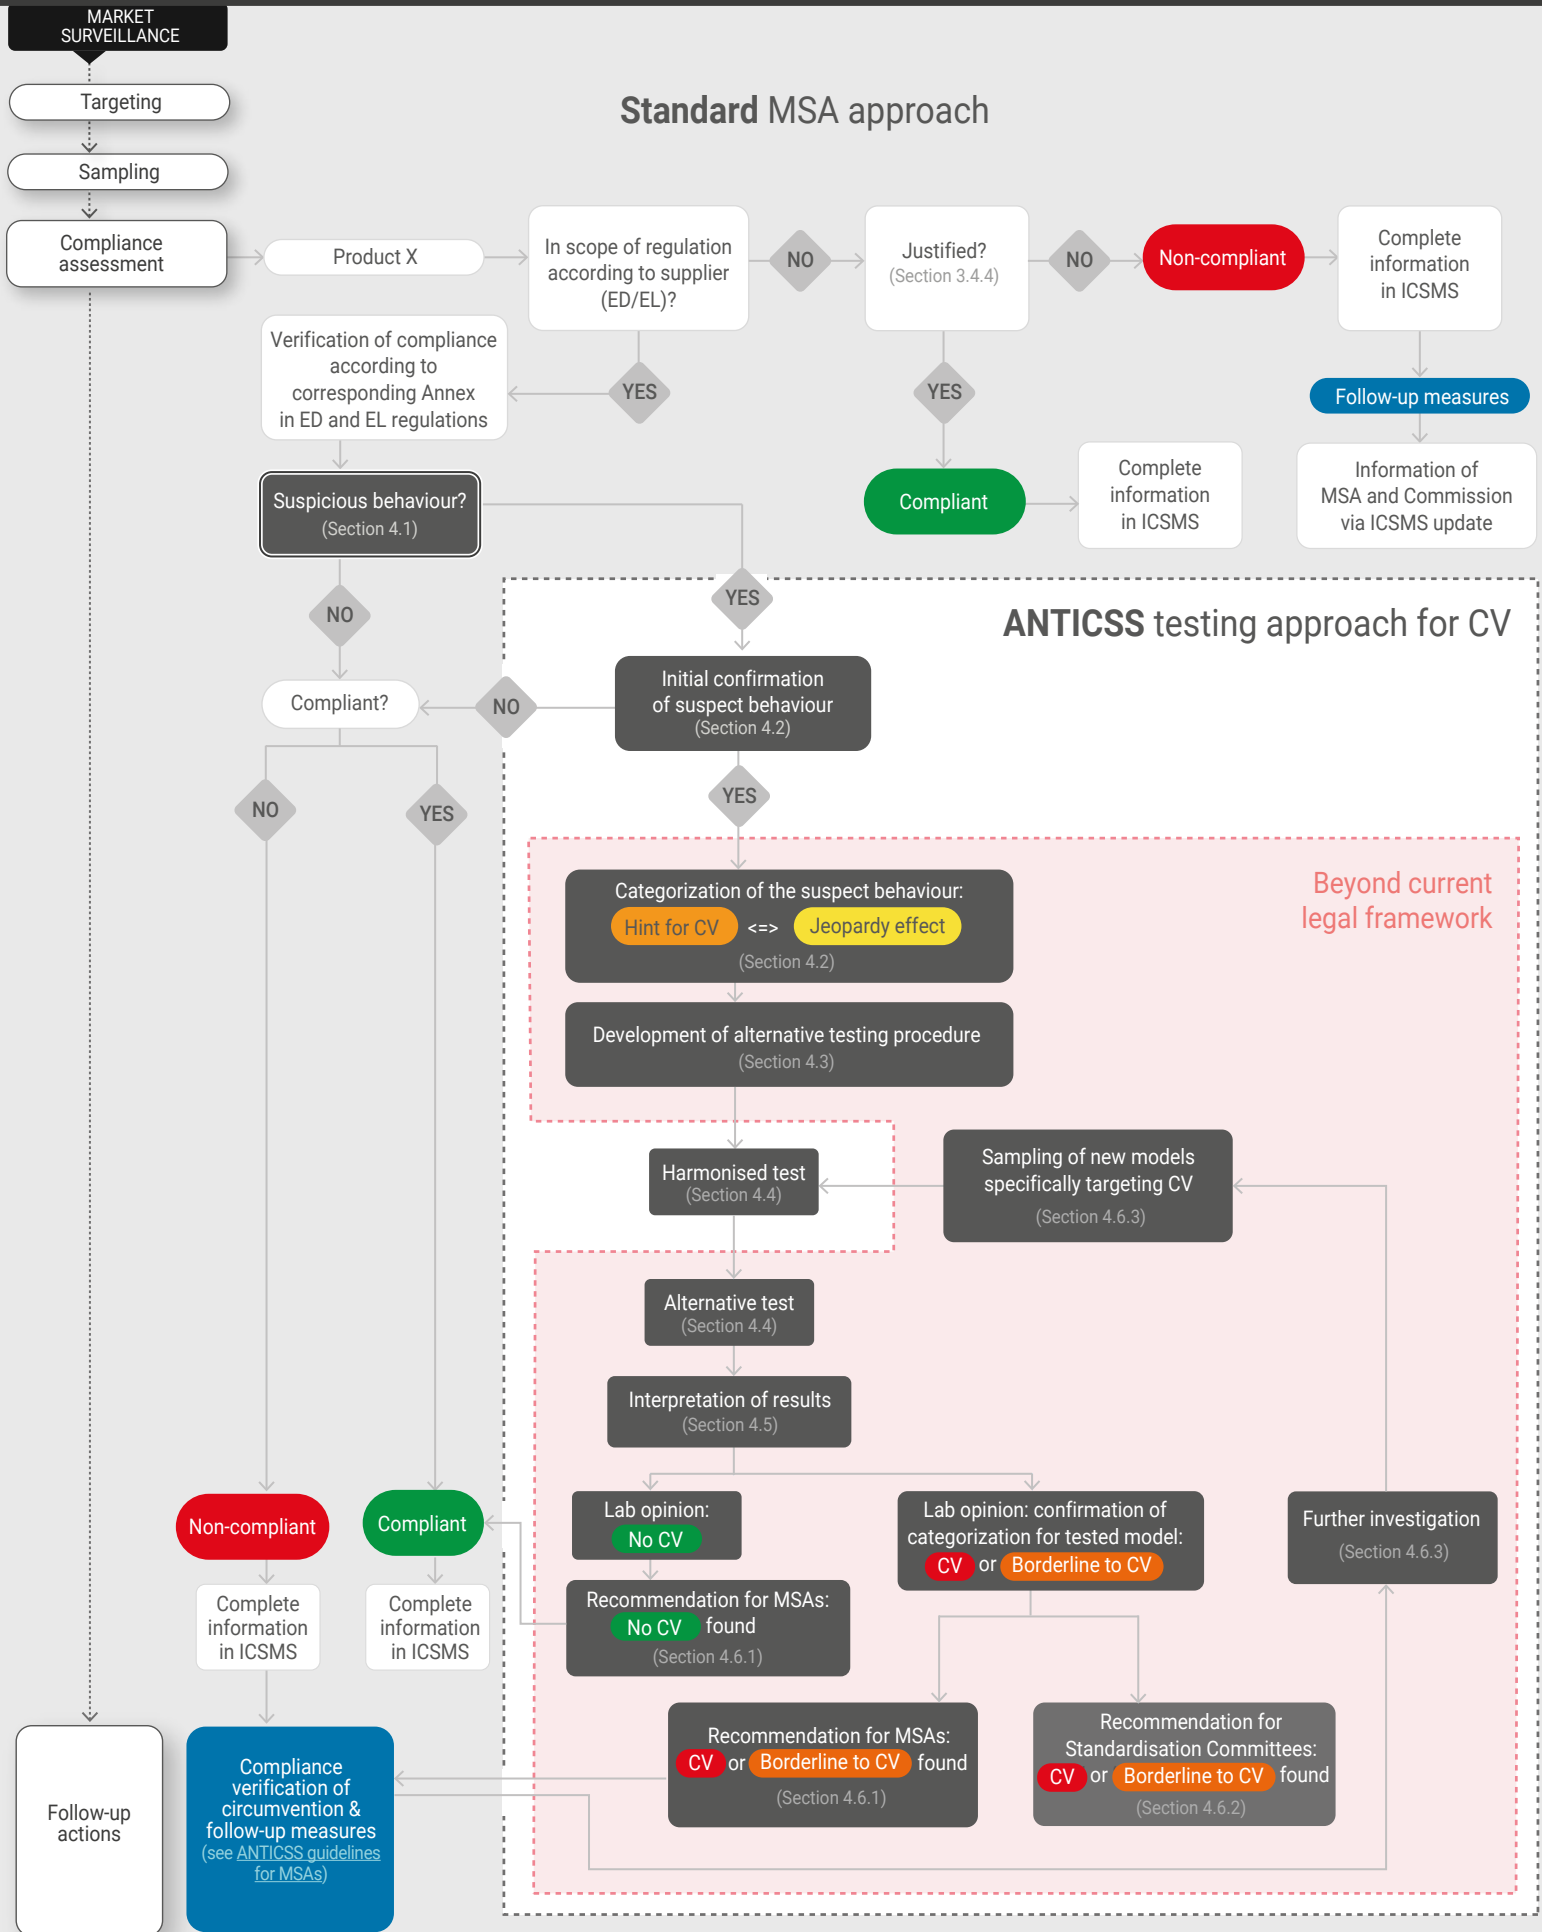 MARKET
SURVEILLANCE
Targeting
Sampling
Compliance
assessment
Standard MSA approach
Product X
In scope of regulation
according to supplier
(ED/EL)?
NO
Justified?
(Section 3.4.4)
NO
Non-compliant
Complete
information
in ICSMS
Verification of compliance
according to
corresponding Annex
in ED and EL regulations
YES
YES
Follow-up measures
Suspicious behaviour?
(Section 4.1)
Compliant
Complete
information
in ICSMS
Information of
MSA and Commission
via ICSMS update
NO
YES
ANTICSS testing approach for CV
Compliant?
NO
Initial confirmation
of suspect behaviour
(Section 4.2)
NO
YES
YES
Beyond current
legal framework
Categorization of the suspect behaviour:
Hint for CV <=> Jeopardy effect
(Section 4.2)
Development of alternative testing procedure
(Section 4.3)
Harmonised test
(Section 4.4)
Sampling of new models
specifically targeting CV
(Section 4.6.3)
Alternative test
(Section 4.4)
Interpretation of results
(Section 4.5)
Non-compliant
Compliant
Lab opinion:
No CV
Lab opinion: confirmation of
categorization for tested model:
CV or Borderline to CV
Further investigation
(Section 4.6.3)
Complete
information
in ICSMS
Complete
information
in ICSMS
Recommendation for MSAs:
No CV found
(Section 4.6.1)
Recommendation for MSAs:
CV or Borderline to CV found
(Section 4.6.1)
Recommendation for
Standardisation Committees:
CV or Borderline to CV found
(Section 4.6.2)
Follow-up
actions
Compliance
verification of
circumvention &
follow-up measures
(see ANTICSS guidelines
for MSAs)